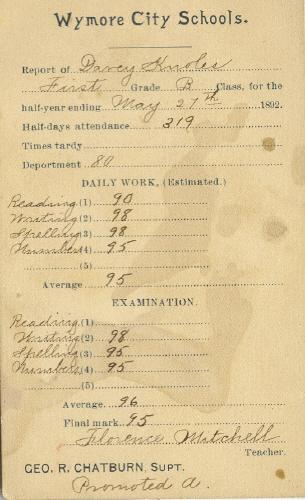 Wymore City Schools.
Report of Darcy Knoles
First Grade B Class, for the
half-year ending May 27th 1892.
Half-days attendance 319
Times tardy
Deportment 80
DAILY WORK, (Estimated.)
Reading (1) 90
Writing (2) 98
Spelling (3) 98
Numbers (4) 95
(5)
Average 95
EXAMINATION.
Reading (1)
Writing (2) 98
Spelling (3) 95
Numbers (4) 95
(5)
Average 96
Final mark 95
Florence Mitchell
Teacher.
GEO. R. CHATBURN, SUPT.
Promoted A.